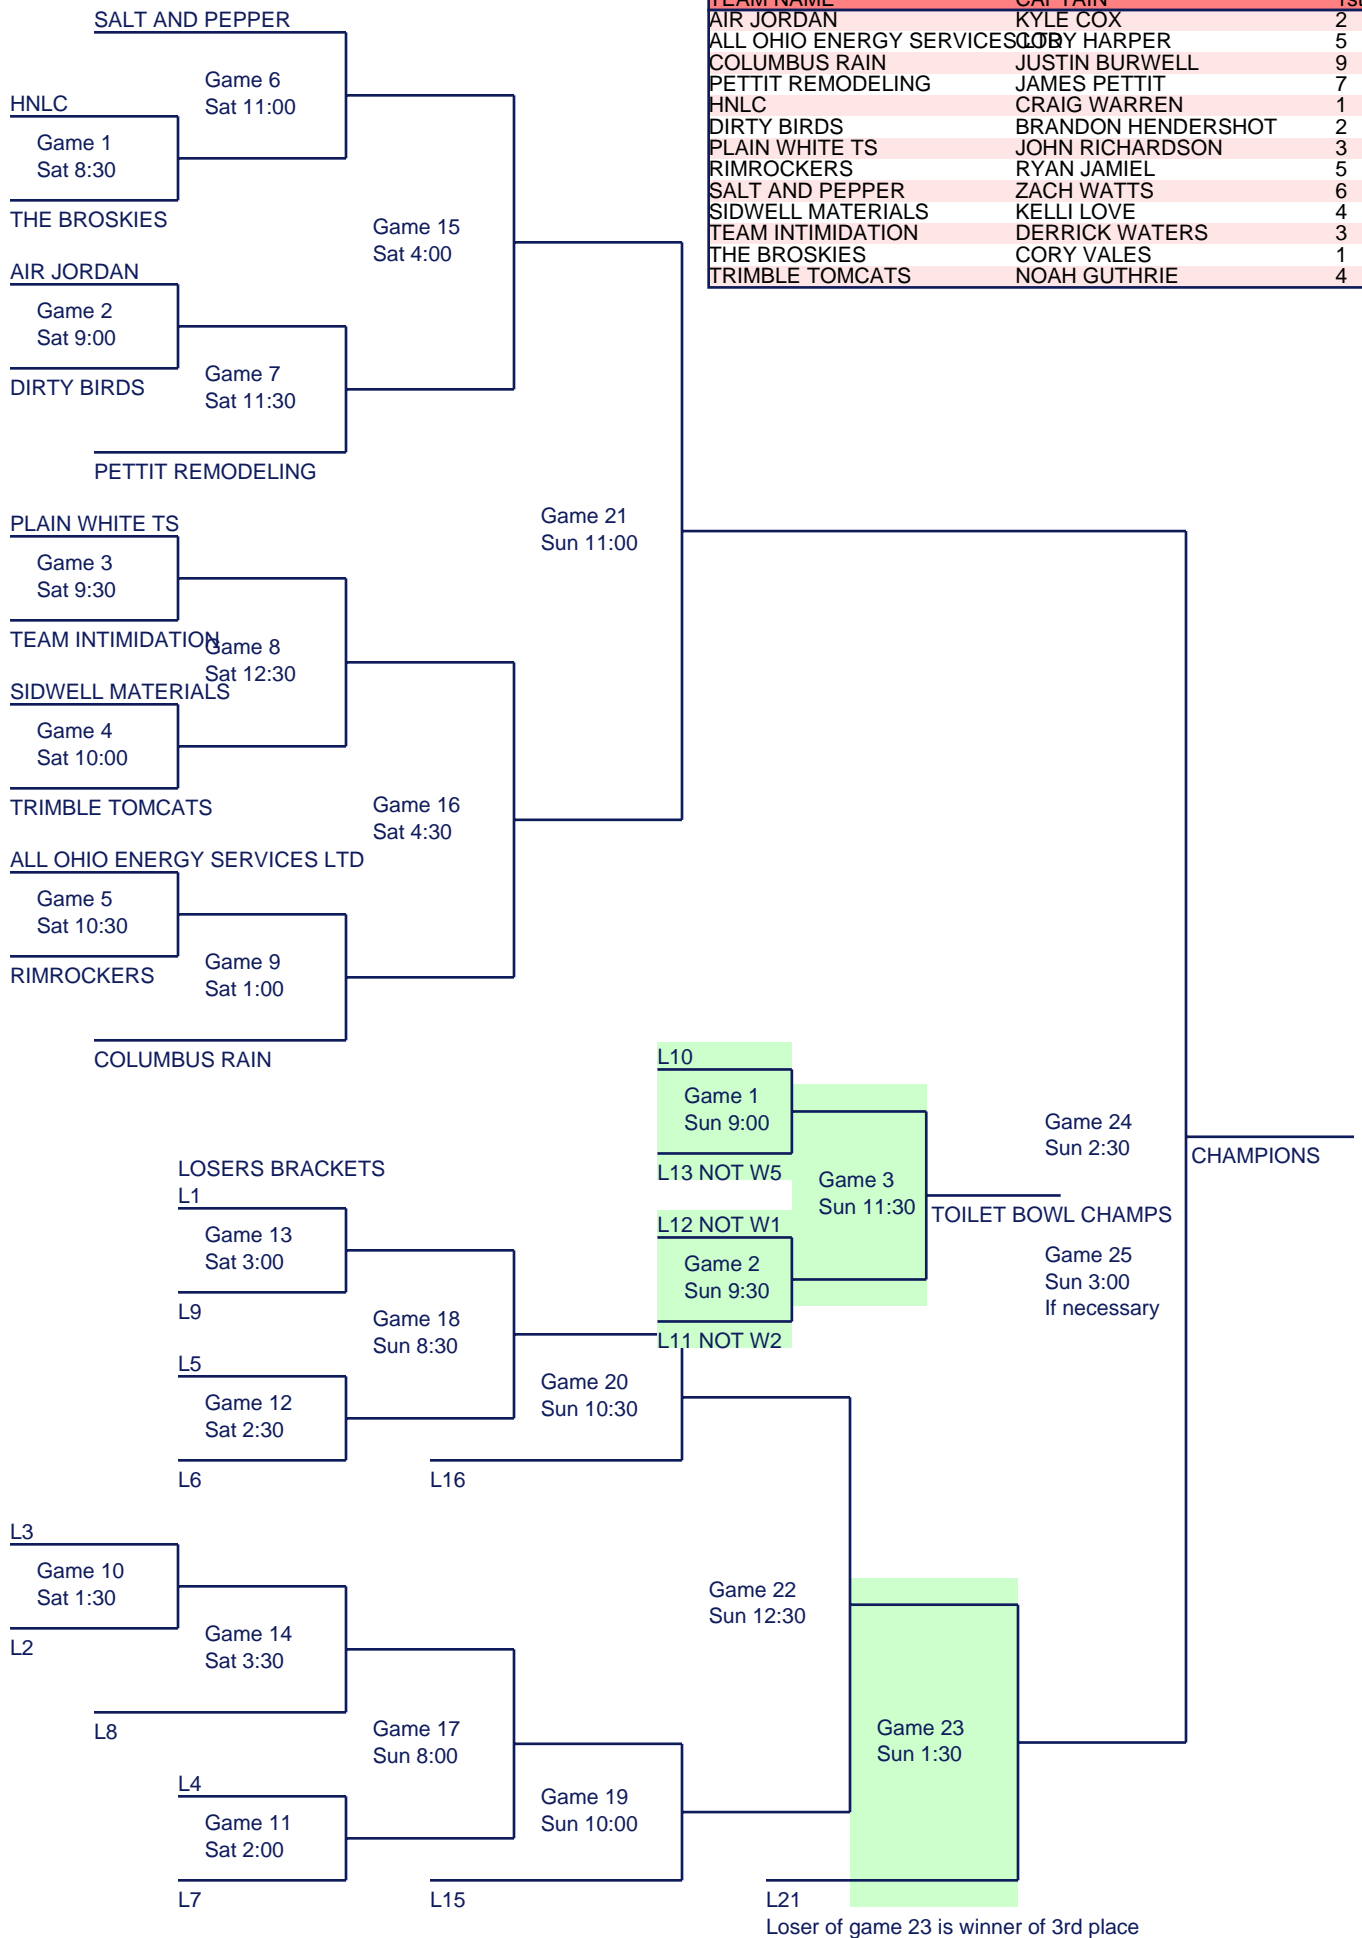 TEAM NAME CAPTAIN 1st
AIR JORDAN KYLE COX 2
ALL OHIO ENERGY SERVICES LTD CORY HARPER 5
COLUMBUS RAIN JUSTIN BURWELL 9
PETTIT REMODELING JAMES PETTIT 7
HNLC CRAIG WARREN 1
DIRTY BIRDS BRANDON HENDERSHOT 2
PLAIN WHITE TS JOHN RICHARDSON 3
RIMROCKERS RYAN JAMIEL 5
SALT AND PEPPER ZACH WATTS 6
SIDWELL MATERIALS KELLI LOVE 4
TEAM INTIMIDATION DERRICK WATERS 3
THE BROSKIES CORY VALES 1
TRIMBLE TOMCATS NOAH GUTHRIE 4
SALT AND PEPPER
Game 6
Sat 11:00
HNLC
Game 1
Sat 8:30
THE BROSKIES
Game 15
Sat 4:00
AIR JORDAN
Game 2
Sat 9:00
DIRTY BIRDS
Game 7
Sat 11:30
PETTIT REMODELING
Game 21
Sun 11:00
PLAIN WHITE TS
Game 3
Sat 9:30
TEAM INTIMIDATION
Game 8
Sat 12:30
SIDWELL MATERIALS
Game 4
Sat 10:00
TRIMBLE TOMCATS
Game 16
Sat 4:30
ALL OHIO ENERGY SERVICES LTD
Game 5
Sat 10:30
RIMROCKERS
Game 9
Sat 1:00
COLUMBUS RAIN
L10
Game 1
Sun 9:00
L13 NOT W5
Game 3
Sun 11:30
L12 NOT W1
Game 2
Sun 9:30
L11 NOT W2
TOILET BOWL CHAMPS
Game 24
Sun 2:30
CHAMPIONS
Game 25
Sun 3:00
If necessary
LOSERS BRACKETS
L1
Game 13
Sat 3:00
L9
Game 18
Sun 8:30
L5
Game 12
Sat 2:30
L6
Game 20
Sun 10:30
L16
L3
Game 10
Sat 1:30
L2
Game 14
Sat 3:30
L8
Game 22
Sun 12:30
Game 17
Sun 8:00
L4
Game 11
Sat 2:00
L7
Game 19
Sun 10:00
L15
Game 23
Sun 1:30
L21
Loser of game 23 is winner of 3rd place